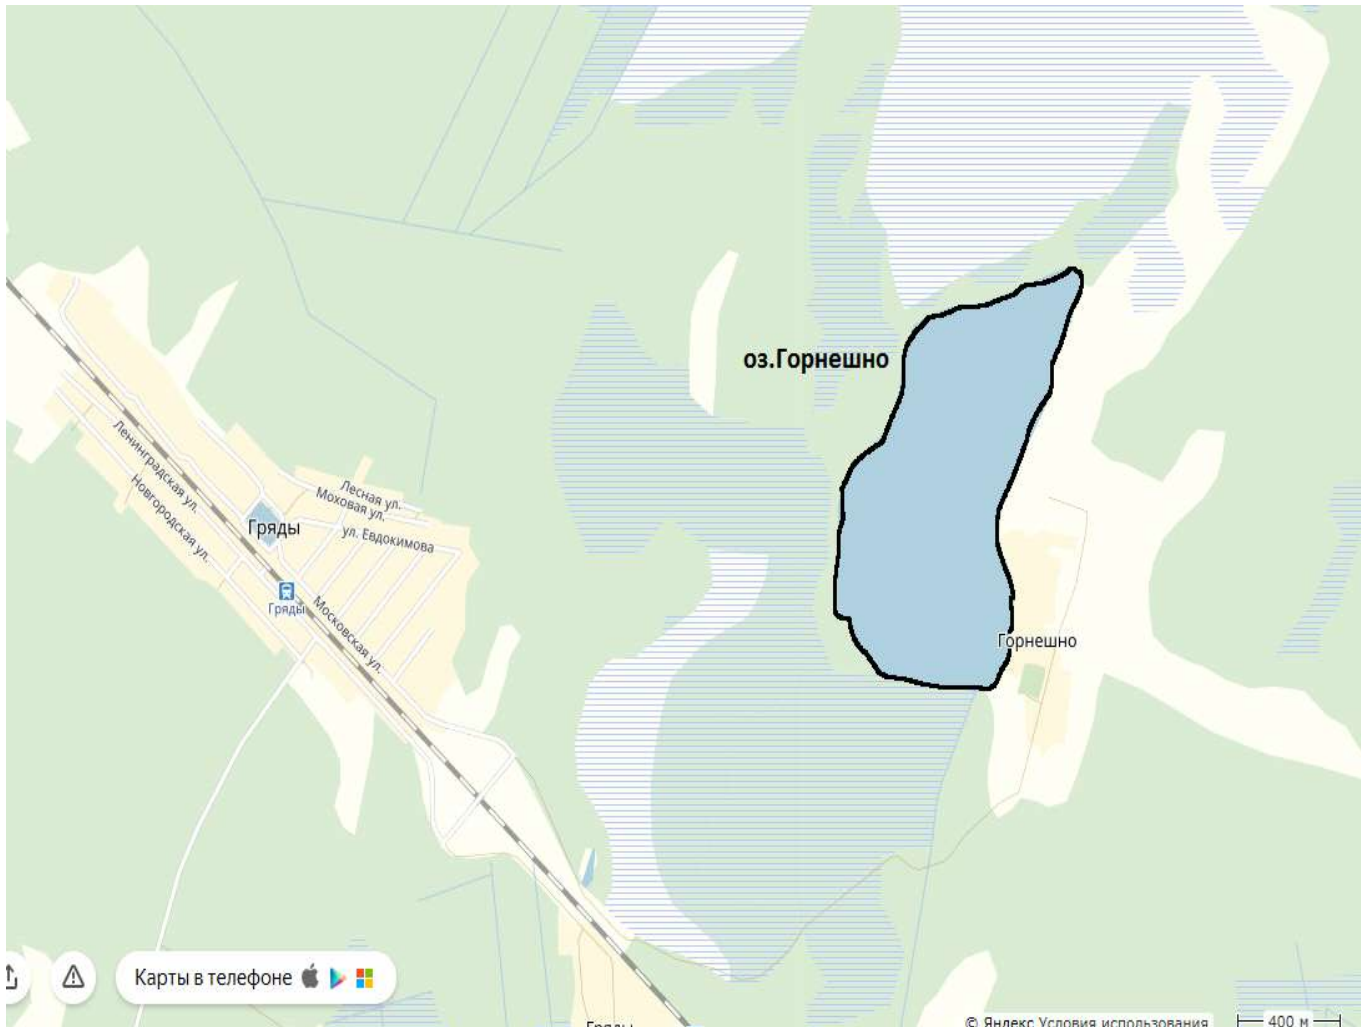 оз.Горнешно
Ленинградская ул.
Новгородская ул.
Лесная ул.
Моховая ул.
Гряды
ул. Евдокимова
Гряды
Московская ул.
Горнешно
Карты в телефоне
Гряды
© Яндекс Условия использования
400 м